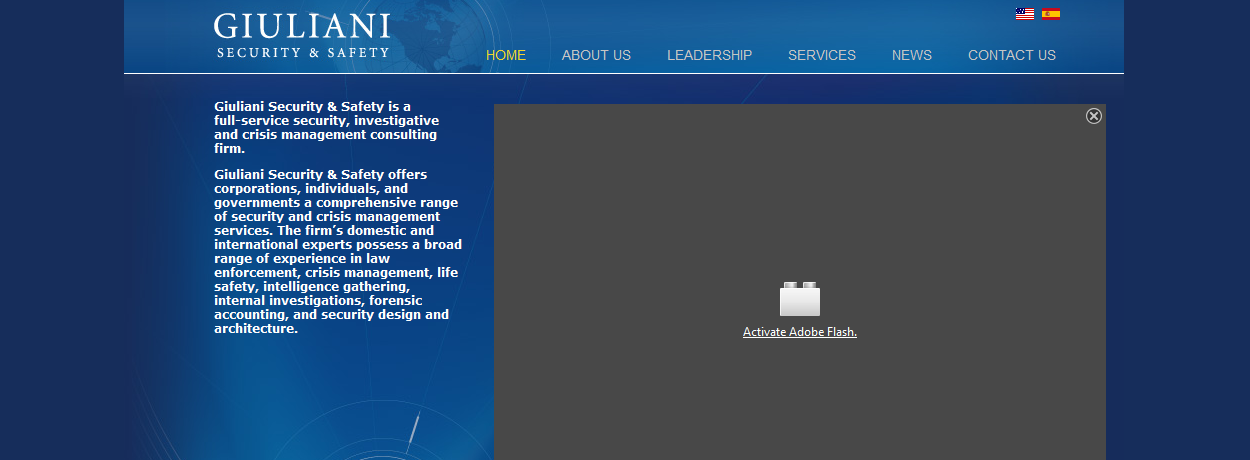 GIULIANI
SECURITY & SAFETY
HOME ABOUT US LEADERSHIP SERVICES NEWS CONTACT US
Giuliani Security & Safety is a
full-service security, investigative
and crisis management consulting
firm.
Giuliani Security & Safety offers
corporations, individuals, and
governments a comprehensive range
of security and crisis management
services. The firm’s domestic and
international experts possess a broad
range of experience in law
enforcement, crisis management, life
safety, intelligence gathering,
internal investigations, forensic
accounting, and security design and
architecture.
Activate Adobe Flash.